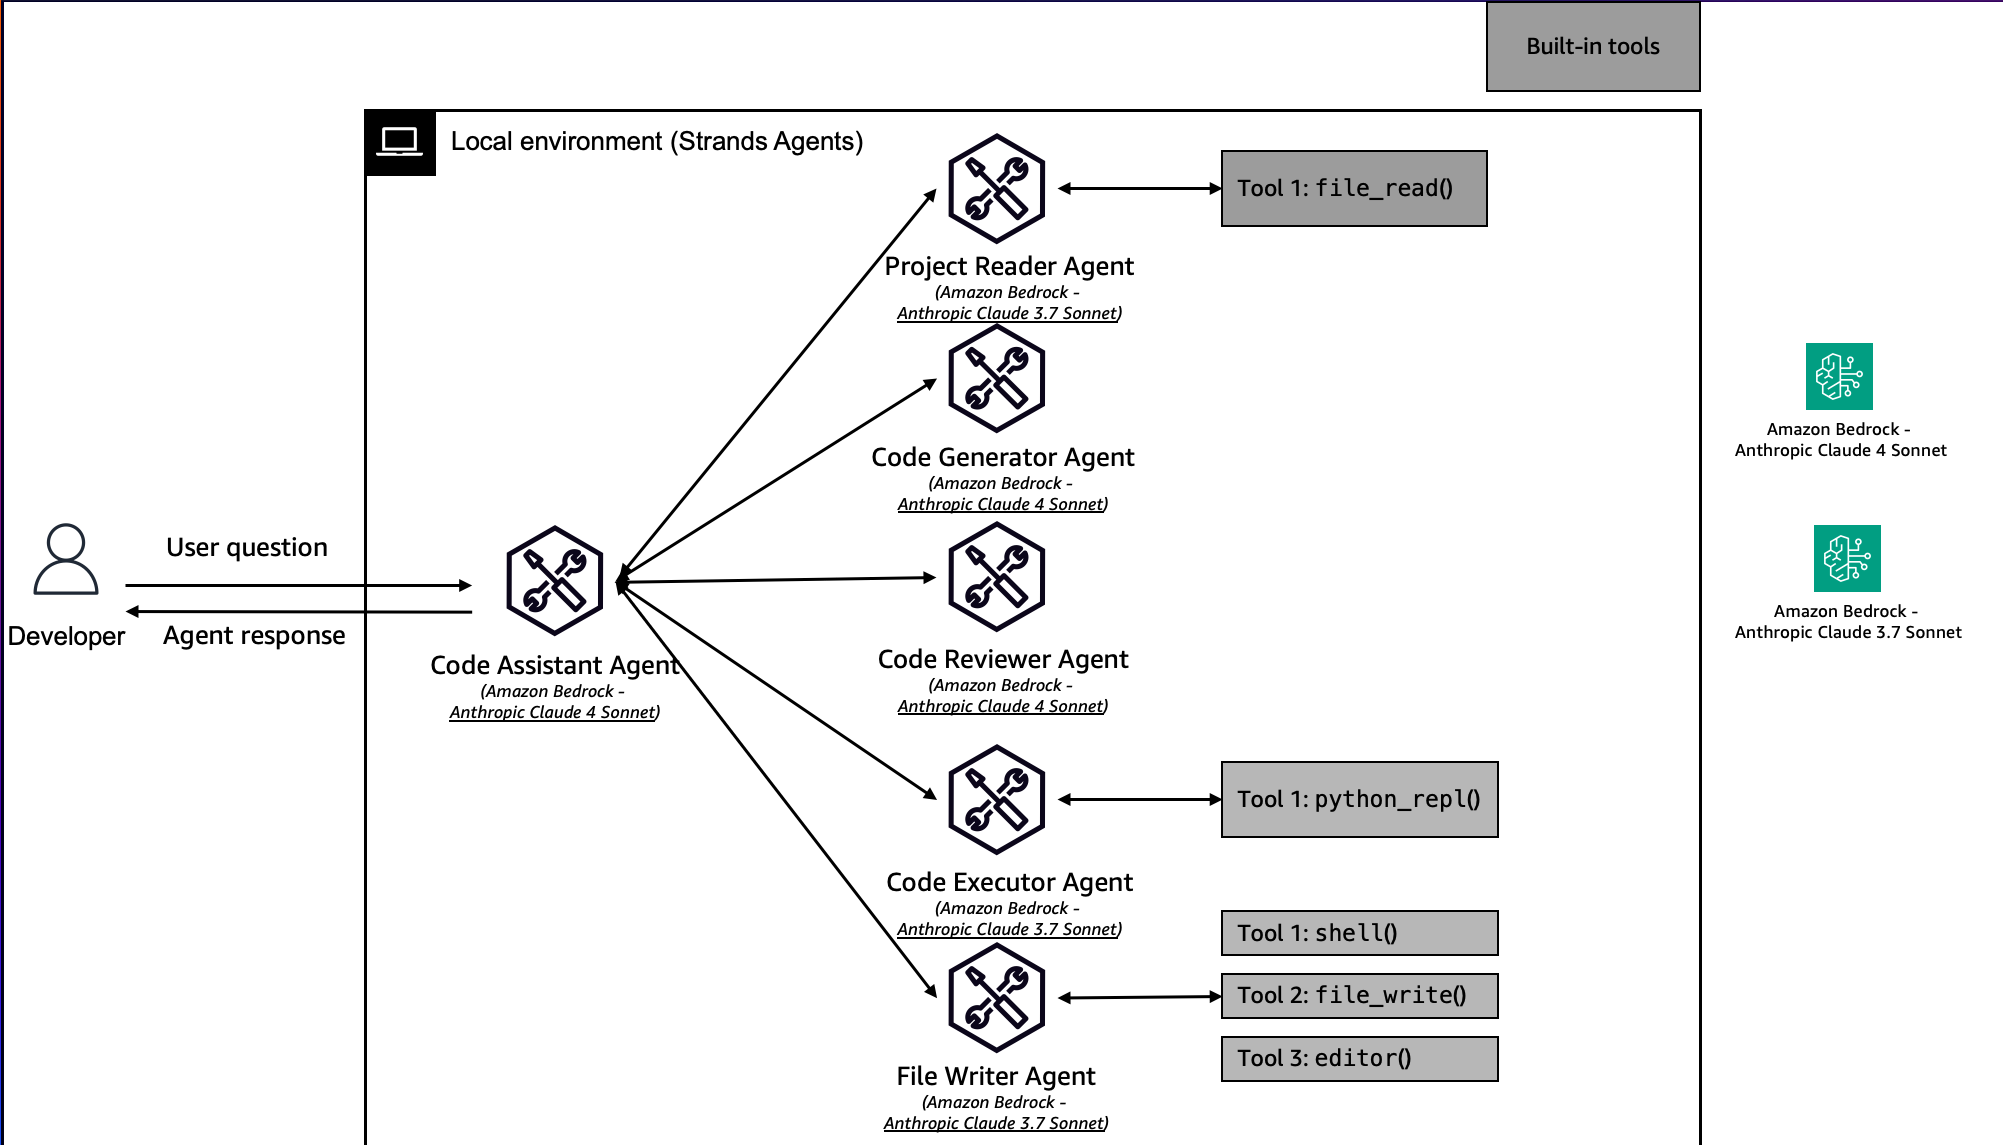 Built-in tools
Local environment (Strands Agents)
Tool 1: file_read()
Project Reader Agent
(Amazon Bedrock -
Anthropic Claude 3.7 Sonnet)
Code Generator Agent
(Amazon Bedrock -
Anthropic Claude 4 Sonnet)
Amazon Bedrock -
Anthropic Claude 4 Sonnet
User question
Developer
Agent response
Code Assistant Agent
(Amazon Bedrock -
Anthropic Claude 4 Sonnet)
Code Reviewer Agent
(Amazon Bedrock -
Anthropic Claude 4 Sonnet)
Amazon Bedrock -
Anthropic Claude 3.7 Sonnet
Tool 1: python_repl()
Code Executor Agent
(Amazon Bedrock -
Anthropic Claude 3.7 Sonnet)
Tool 1: shell()
Tool 2: file_write()
Tool 3: editor()
File Writer Agent
(Amazon Bedrock -
Anthropic Claude 3.7 Sonnet)